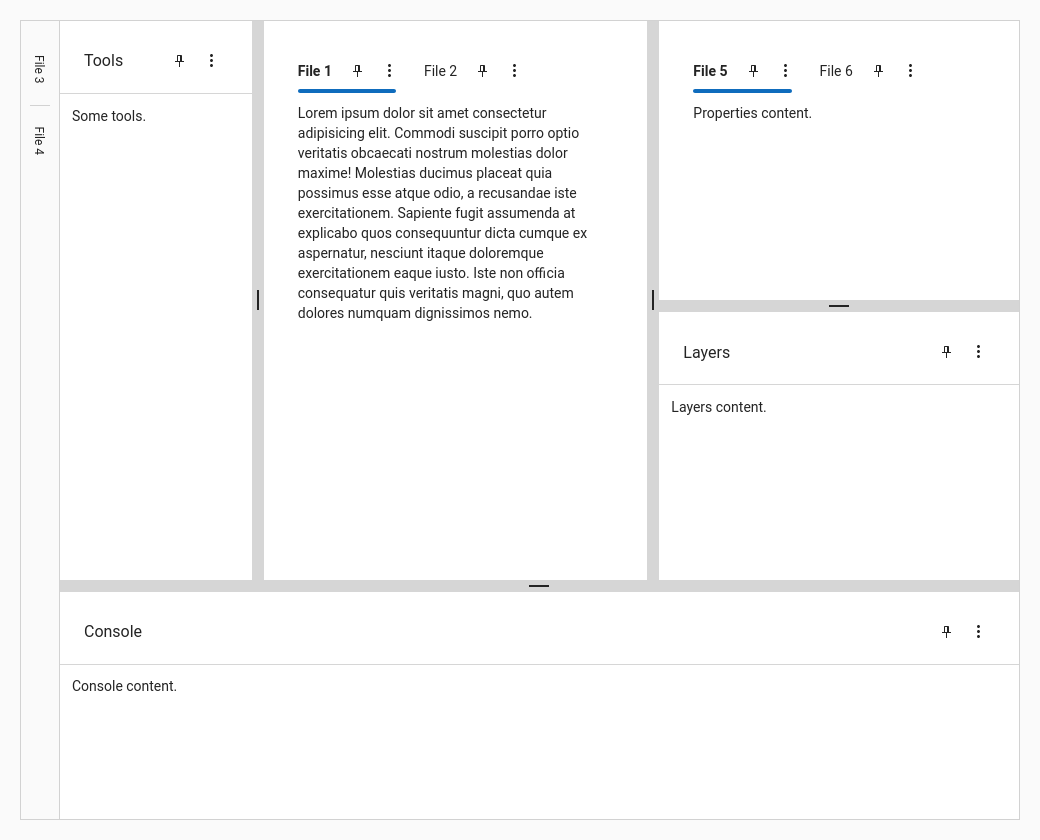 File 3
File 4
Tools
Some tools.
File 1
File 2
Lorem ipsum dolor sit amet consectetur
adipisicing elit. Commodi suscipit porro optio
veritatis obcaecati nostrum molestias dolor
maxime! Molestias ducimus placeat quia
possimus esse atque odio, a recusandae iste
exercitationem. Sapiente fugit assumenda at
explicabo quos consequuntur dicta cumque ex
aspernatur, nesciunt itaque doloremque
exercitationem eaque iusto. Iste non officia
consequatur quis veritatis magni, quo autem
dolores numquam dignissimos nemo.
File 5
File 6
Properties content.
Layers
Layers content.
Console
Console content.